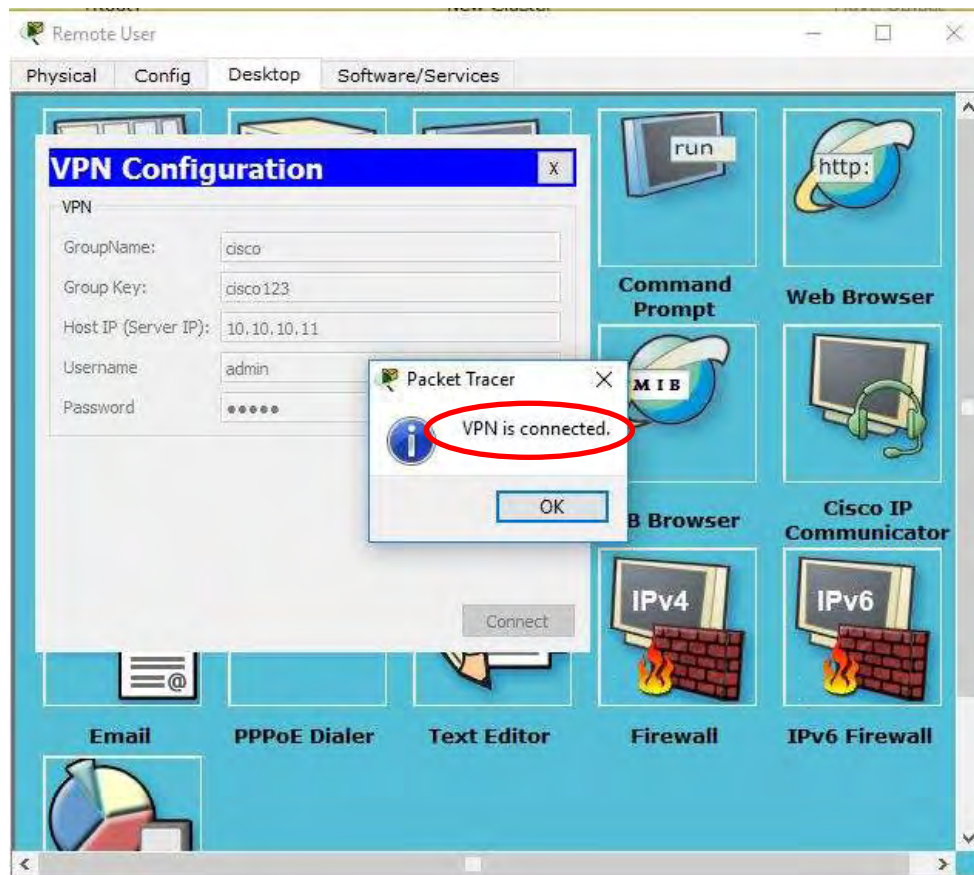 Remote User
Physical Config Desktop Software/Services
VPN Configuration
X
VPN
GroupName: cisco
Group Key: cisco123
Host IP (Server IP): 10.10.10.11
Username admin
Password ●●●●●
Connect
Packet Tracer
VPN is connected.
OK
run
Command
Prompt
http:
Web Browser
MIB
B Browser
Cisco IP
Communicator
IPv4
IPv6
@
Email
PPPoE Dialer
Text Editor
Firewall
IPv6 Firewall